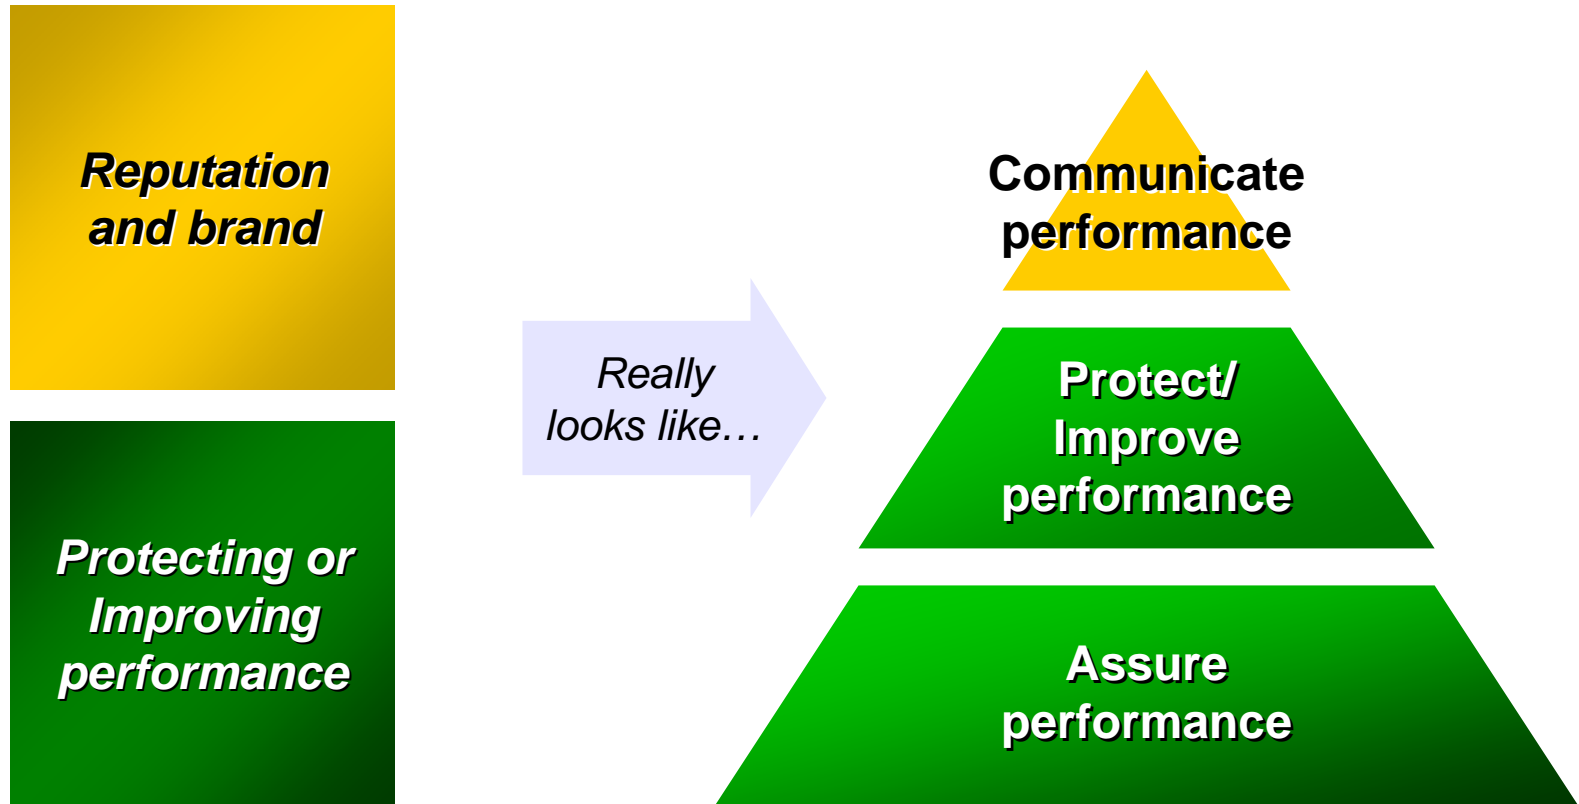 Reputation
and brand
Protecting or
Improving
performance
Really
looks like…
Communicate
performance
Protect/
Improve
performance
Assure
performance